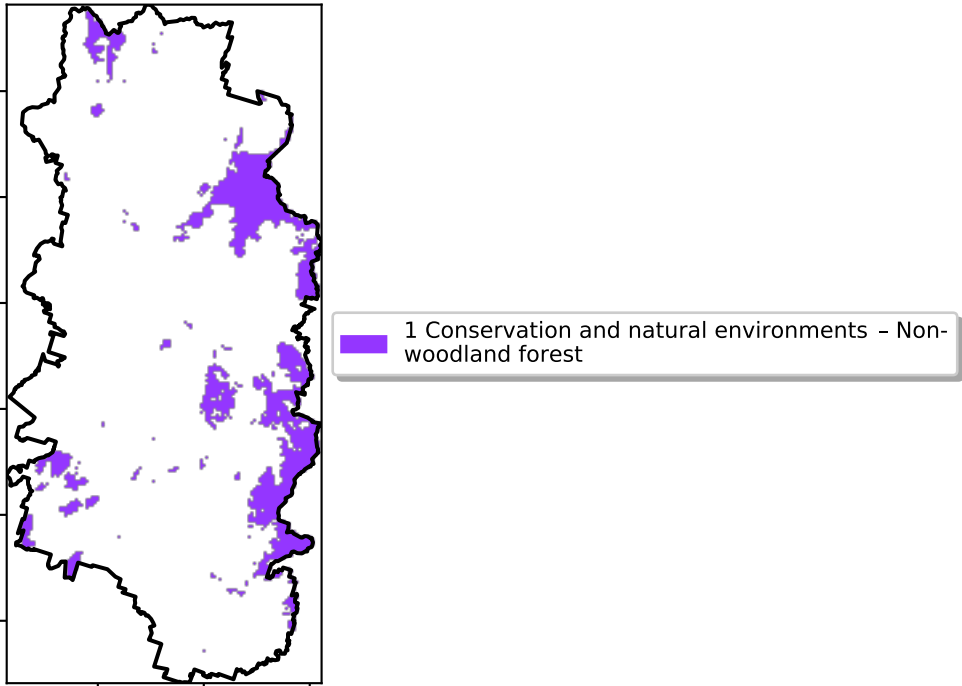 1 Conservation and natural environments – Non-
woodland forest